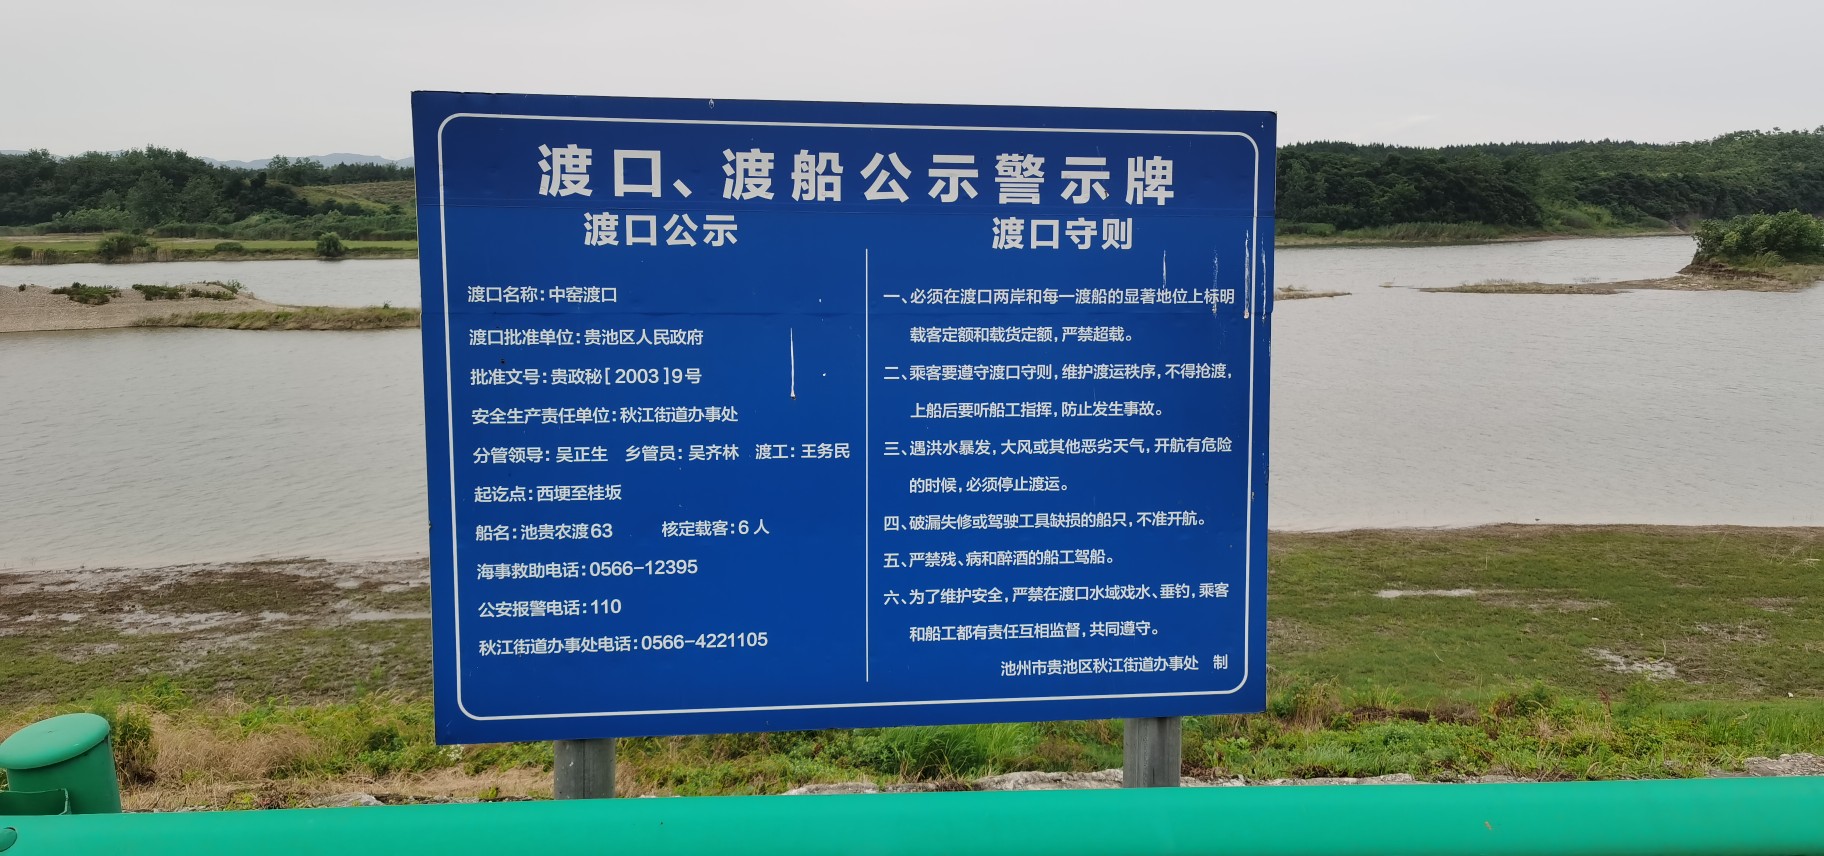 渡口、渡船公示警示牌
渡口公示
渡口名称:中窑渡口
渡口批准单位:贵池区人民政府
批准文号:贵政秘[2003]9号
安全生产责任单位:秋江街道办事处
分管领导:吴正生 乡管员:吴齐林 渡工:王务民
起讫点:西埂至桂坂
船名:池贵农渡63 核定载客:6人
海事救助电话:0566-12395
公安报警电话:110
秋江街道办事处电话:0566-4221105
渡口守则
一、必须在渡口两岸和每一渡船的显著地位上标明
载客定额和载货定额,严禁超载。
二、乘客要遵守渡口守则,维护渡运秩序,不得抢渡,
上船后要听船工指挥,防止发生事故。
三、遇洪水暴发,大风或其他恶劣天气,开航有危险
的时候,必须停止渡运。
四、破漏失修或驾驶工具缺损的船只,不准开航。
五、严禁残、病和醉酒的船工驾船。
六、为了维护安全,严禁在渡口水域戏水、垂钓,乘客
和船工都有责任互相监督,共同遵守。
池州市贵池区秋江街道办事处 制